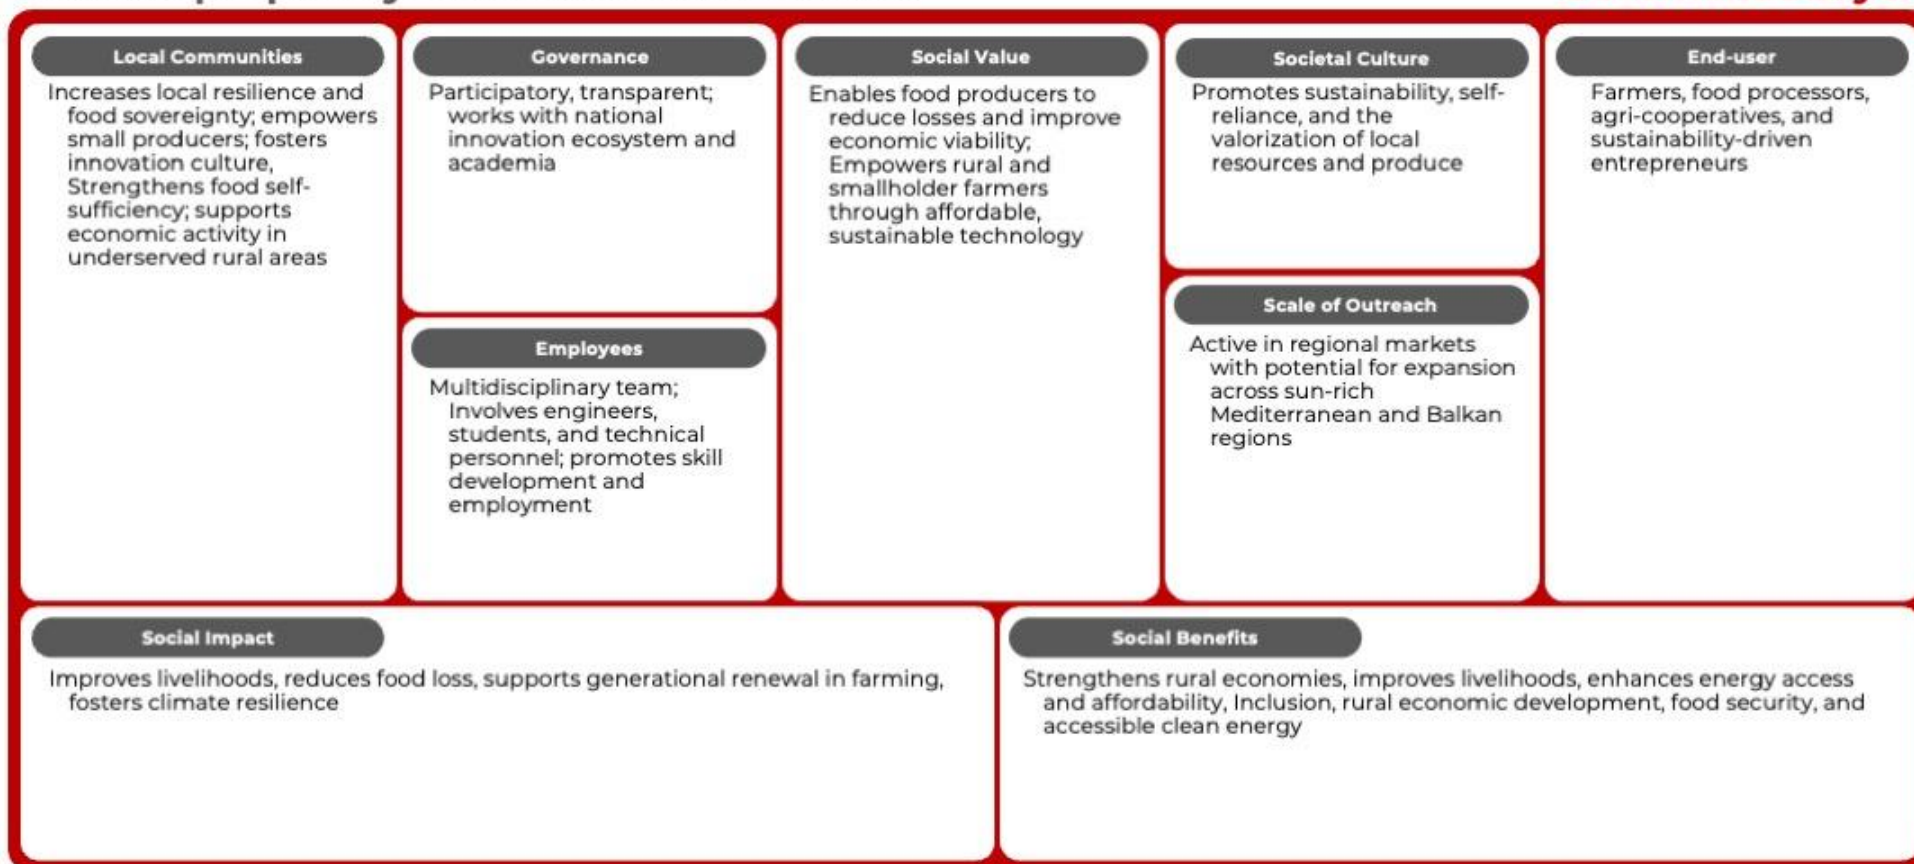 Local Communities
Increases local resilience and
food sovereignty; empowers
small producers; fosters
innovation culture,
Strengthens food self-
sufficiency; supports
economic activity in
underserved rural areas
Governance
Participatory, transparent;
works with national
innovation ecosystem and
academia
Employees
Multidisciplinary team;
Involves engineers,
students, and technical
personnel; promotes skill
development and
employment
Social Value
Enables food producers to
reduce losses and improve
economic viability;
Empowers rural and
smallholder farmers
through affordable,
sustainable technology
Societal Culture
Promotes sustainability, self-
reliance, and the
valorization of local
resources and produce
Scale of Outreach
Active in regional markets
with potential for expansion
across sun-rich
Mediterranean and Balkan
regions
End-user
Farmers, food processors,
agri-cooperatives, and
sustainability-driven
entrepreneurs
Social Impact
Improves livelihoods, reduces food loss, supports generational renewal in farming,
fosters climate resilience
Social Benefits
Strengthens rural economies, improves livelihoods, enhances energy access
and affordability, Inclusion, rural economic development, food security, and
accessible clean energy